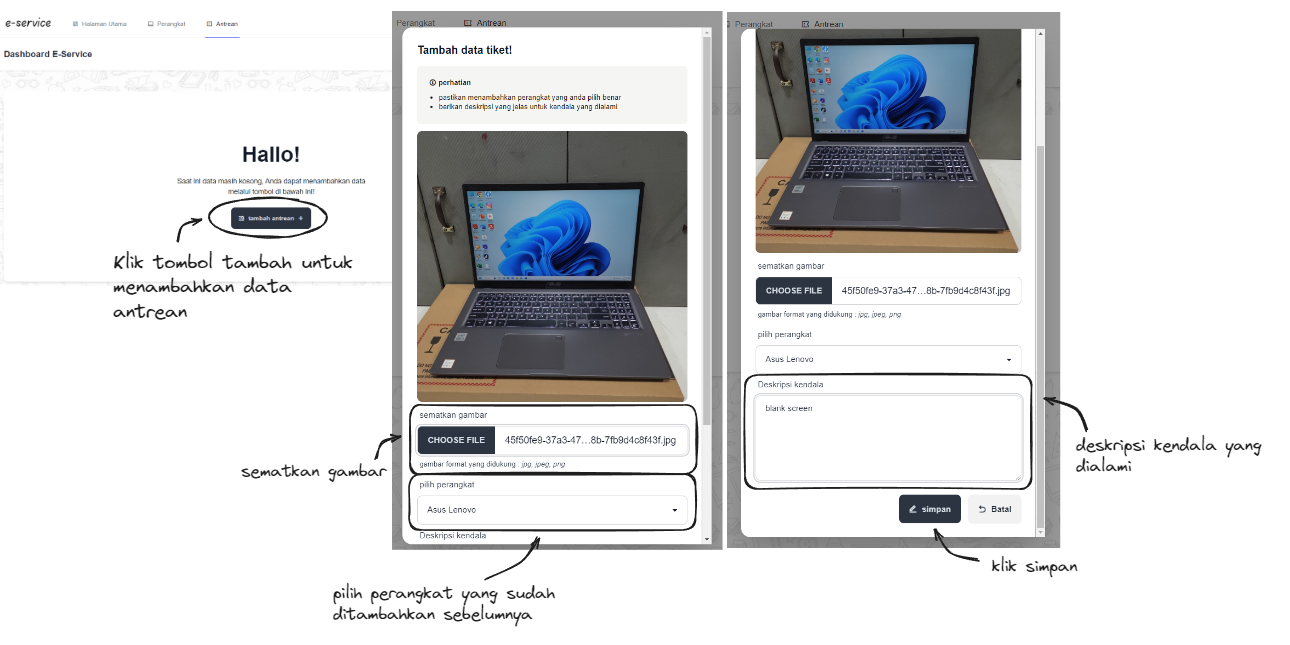 e-service
Halaman Utama
Perangkat
Antrean
Dashboard E-Service
Hallo!
Saat ini data masih kosong, Anda dapat menambahkan data
melalui tombol di bawah ini!
tambah antrean +
Klik tombol tambah untuk
menambahkan data
antrean
Perangkat
Antrean
Tambah data tiket!
perhatian
pastikan menambahkan perangkat yang anda pilih benar
berikan deskripsi yang jelas untuk kendala yang dialami
sematkan gambar
CHOOSE FILE
45f50fe9-37a3-47...8b-7fb9d4c8f43f.jpg
gambar format yang didukung : jpg, jpeg, png
pilih perangkat
Asus Lenovo
Deskripsi kendala
sematkan gambar
pilih perangkat yang sudah
ditambahkan sebelumnya
Perangkat
Antrean
sematkan gambar
CHOOSE FILE
45f50fe9-37a3-47...8b-7fb9d4c8f43f.jpg
gambar format yang didukung : jpg, jpeg, png
pilih perangkat
Asus Lenovo
Deskripsi kendala
blank screen
simpan
Batal
deskripsi kendala yang
dialami
klik simpan